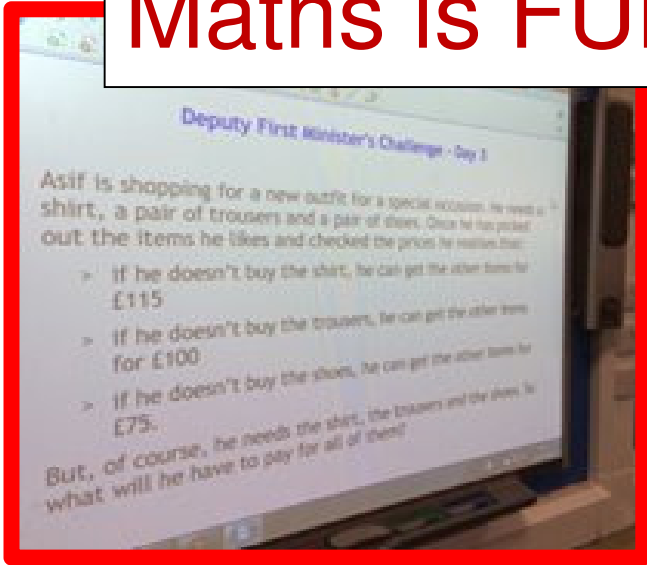 Maths is FU
Deputy First Minister's Challenge - Day 3
Asif is shopping for a new outfit for a special occasion. He needs a
shirt, a pair of trousers and a pair of shoes. Once he has picked
out the items he likes and checked the prices he realises that:
> If he doesn't buy the shirt, he can get the other items for
£115
> If he doesn't buy the trousers, he can get the other items
for £100
> If he doesn't buy the shoes, he can get the other items for
£75.
But, of course, he needs the shirt, the trousers and the shoes. So
what will he have to pay for all of them?